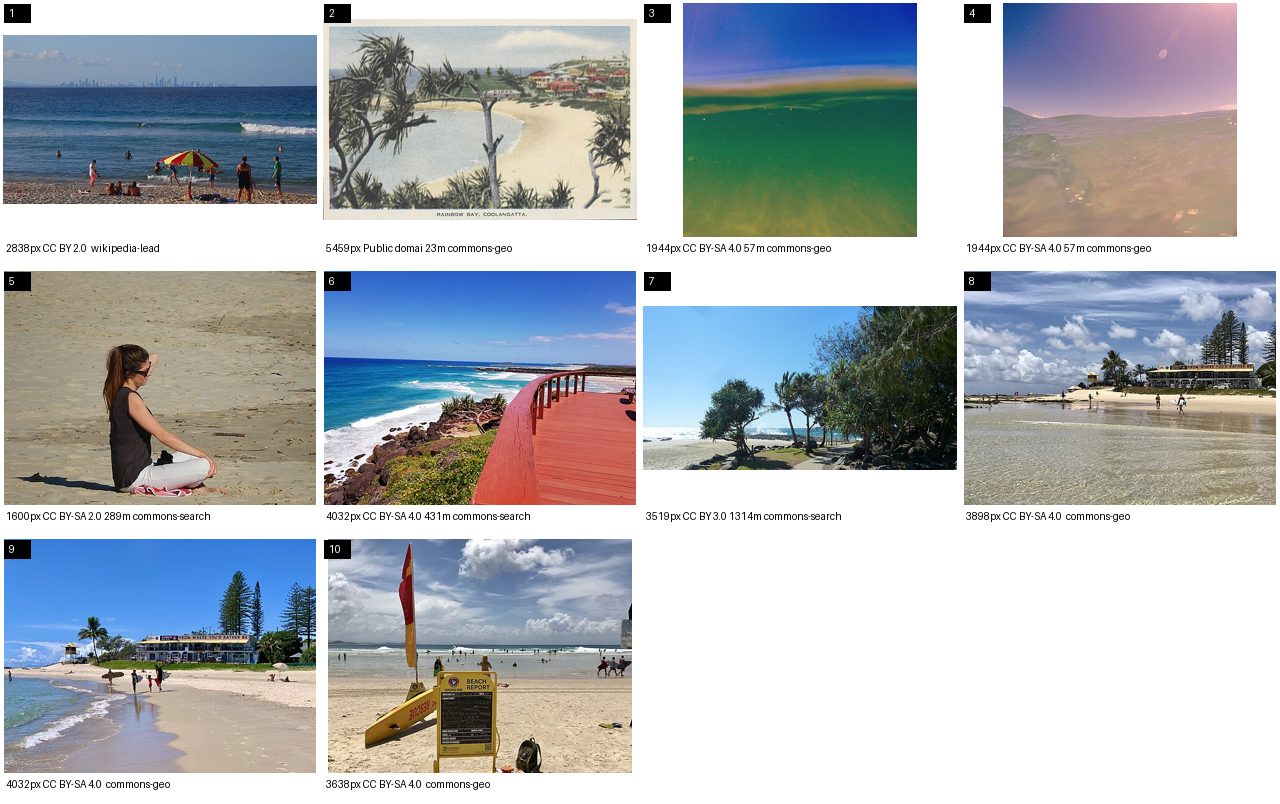 1
2
3
4
RAINBOW BAY, COOLANGATTA.
2838px CC BY 2.0 wikipedia-lead
5459px Public domai 23m commons-geo
1944px CC BY-SA 4.0 57m commons-geo
1944px CC BY-SA 4.0 57m commons-geo
5
6
7
8
1600px CC BY-SA 2.0 289m commons-search
4032px CC BY-SA 4.0 431m commons-search
3519px CC BY 3.0 1314m commons-search
3898px CC BY-SA 4.0 commons-geo
9
10
BEACH
REPORT
RESCUE
4032px CC BY-SA 4.0 commons-geo
3638px CC BY-SA 4.0 commons-geo